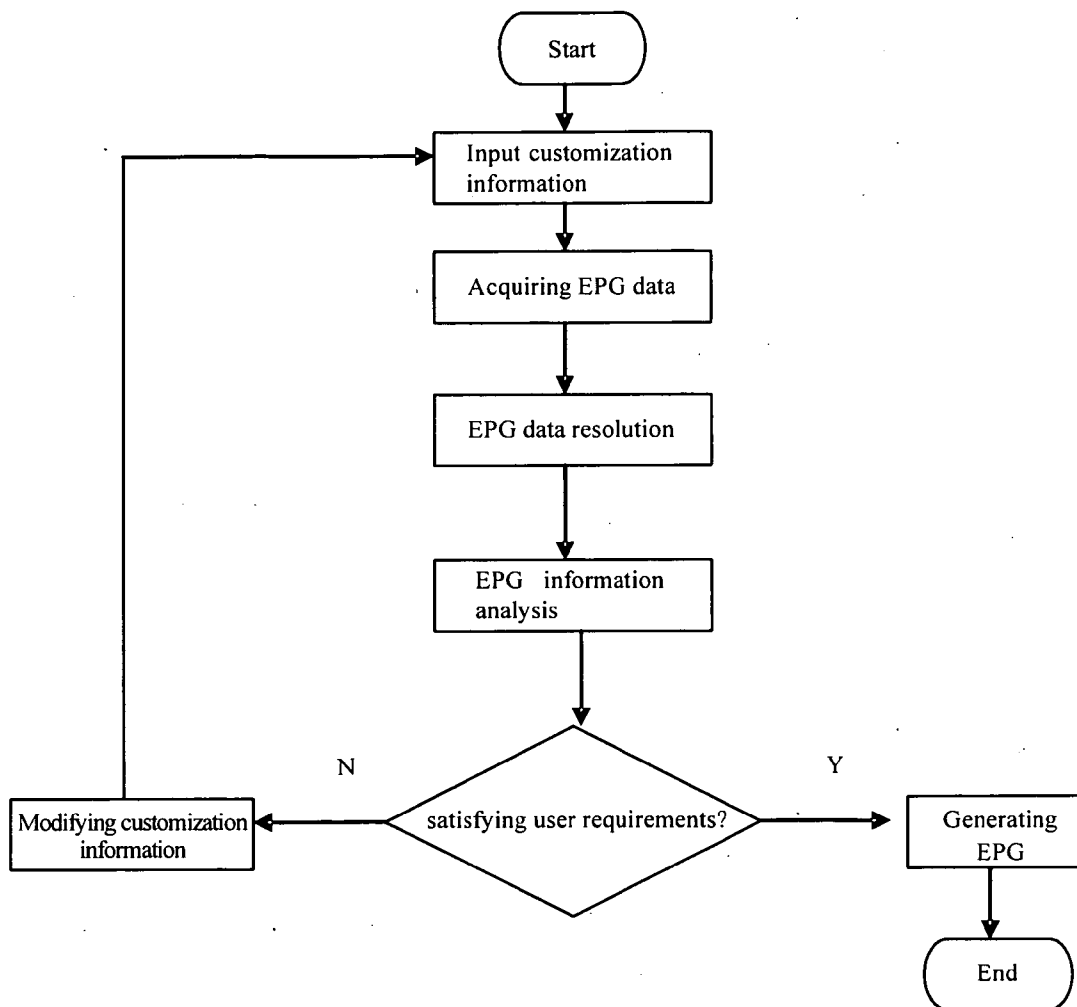 Start
Input customization
information
Acquiring EPG data
EPG data resolution
EPG information
analysis
N
Y
satisfying user requirements?
Modifying customization
information
Generating
EPG
End